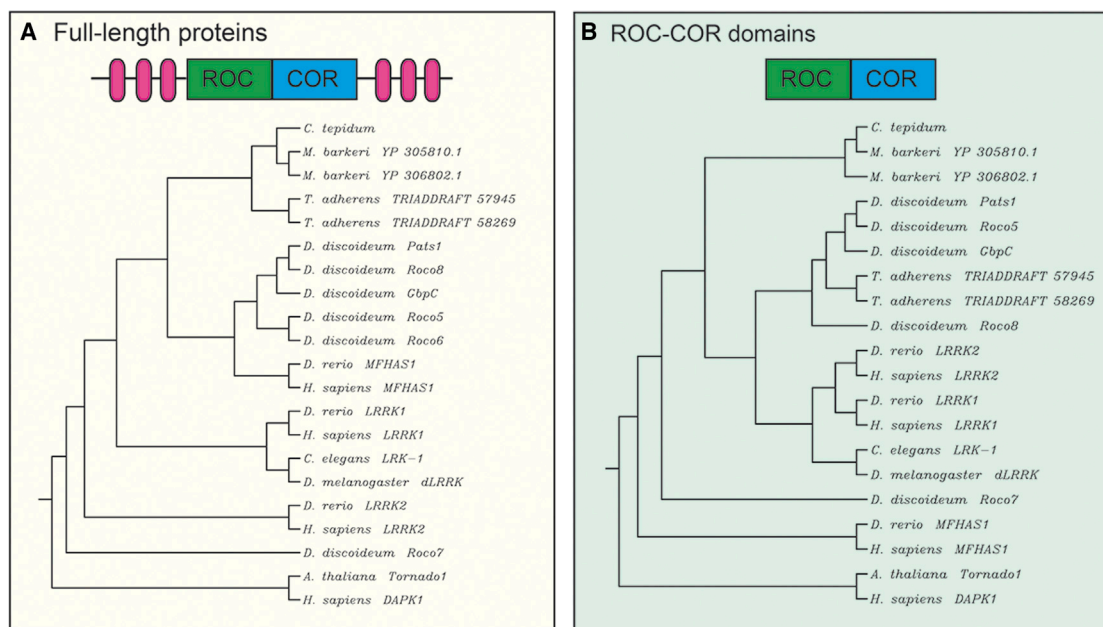 A Full-length proteins
ROC COR
C. tepidum
M. barkeri YP 305810.1
M. barkeri YP 306802.1
T. adherens TRIADDRAFT 57945
T. adherens TRIADDRAFT 58269
D. discoideum Pats1
D. discoideum Roco8
D. discoideum GbpC
D. discoideum Roco5
D. discoideum Roco6
D. rerio MFHAS1
H. sapiens MFHAS1
D. rerio LRRK1
H. sapiens LRRK1
C. elegans LRK-1
D. melanogaster dLRRK
D. rerio LRRK2
H. sapiens LRRK2
D. discoideum Roco7
A. thaliana Tornado1
H. sapiens DAPK1
B ROC-COR domains
ROC COR
C. tepidum
M. barkeri YP 305810.1
M. barkeri YP 306802.1
D. discoideum Pats1
D. discoideum Roco5
D. discoideum GbpC
T. adherens TRIADDRAFT 57945
T. adherens TRIADDRAFT 58269
D. discoideum Roco8
D. rerio LRRK2
H. sapiens LRRK2
D. rerio LRRK1
H. sapiens LRRK1
C. elegans LRK-1
D. melanogaster dLRRK
D. discoideum Roco7
D. rerio MFHAS1
H. sapiens MFHAS1
A. thaliana Tornado1
H. sapiens DAPK1